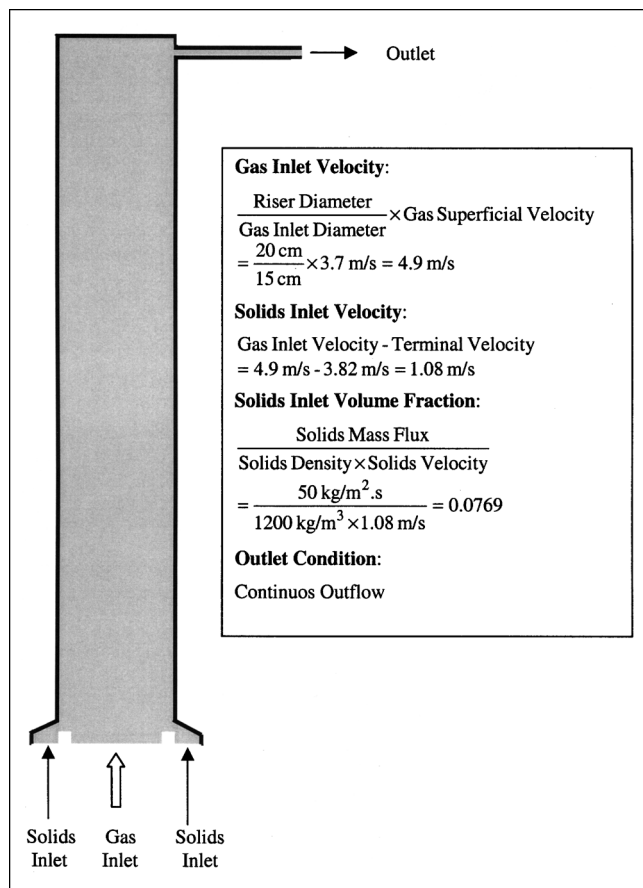 Outlet
Gas Inlet Velocity:
Riser Diameter
Gas Inlet Diameter
× Gas Superficial Velocity
= 20 cm / 15 cm × 3.7 m/s = 4.9 m/s
Solids Inlet Velocity:
Gas Inlet Velocity - Terminal Velocity
= 4.9 m/s - 3.82 m/s = 1.08 m/s
Solids Inlet Volume Fraction:
Solids Mass Flux
Solids Density × Solids Velocity
= 50 kg/m².s / 1200 kg/m³ × 1.08 m/s = 0.0769
Outlet Condition:
Continuos Outflow
Solids Inlet
Gas Inlet
Solids Inlet